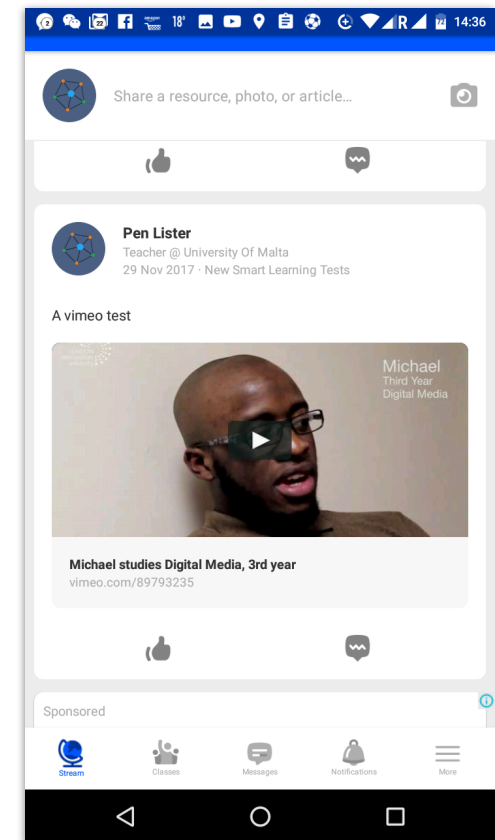 18° 14:36
Share a resource, photo, or article...
Pen Lister
Teacher @ University Of Malta
29 Nov 2017 · New Smart Learning Tests
A vimeo test
Michael
Third Year
Digital Media
Michael studies Digital Media, 3rd year
vimeo.com/89793235
Sponsored
Stream Classes Messages Notifications More